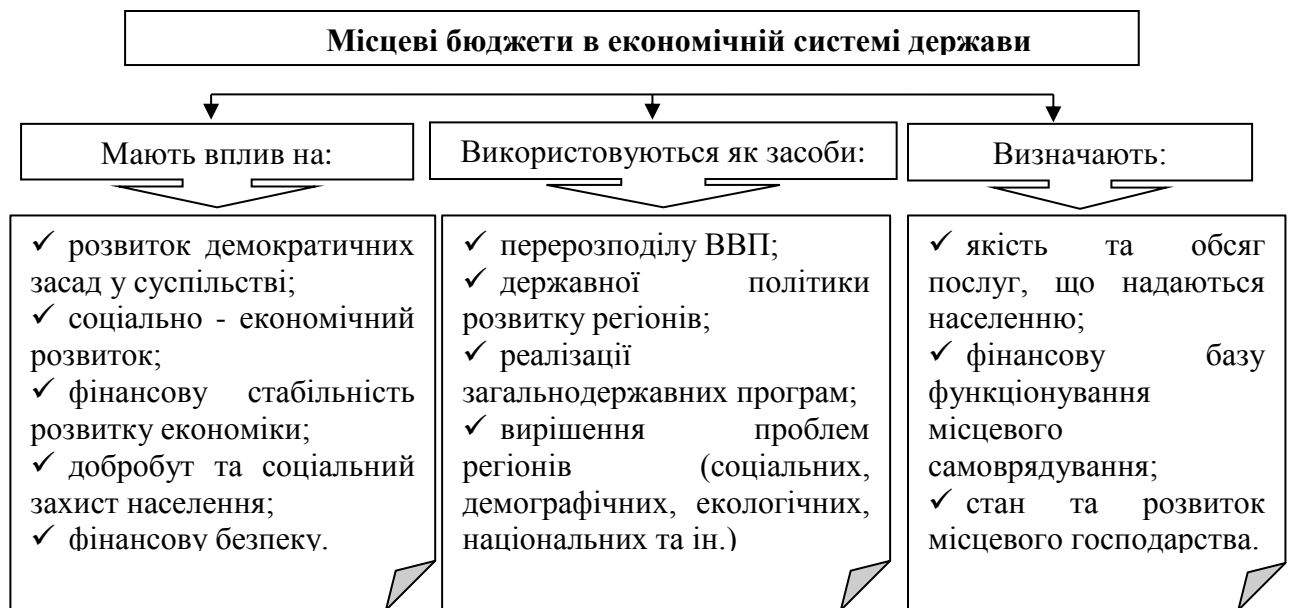 Місцеві бюджети в економічній системі держави
Мають вплив на:
✓ розвиток демократичних
засад у суспільстві;
✓ соціально - економічний
розвиток;
✓ фінансову стабільність
розвитку економіки;
✓ добробут та соціальний
захист населення;
✓ фінансову безпеку.
Використовуються як засоби:
✓ перерозподілу ВВП;
✓ державної політики
розвитку регіонів;
✓ реалізації
загальнодержавних програм;
✓ вирішення проблем
регіонів (соціальних,
демографічних, екологічних,
національних та ін.)
Визначають:
✓ якість та обсяг
послуг, що надаються
населенню;
✓ фінансову базу
функціонування
місцевого
самоврядування;
✓ стан та розвиток
місцевого господарства.